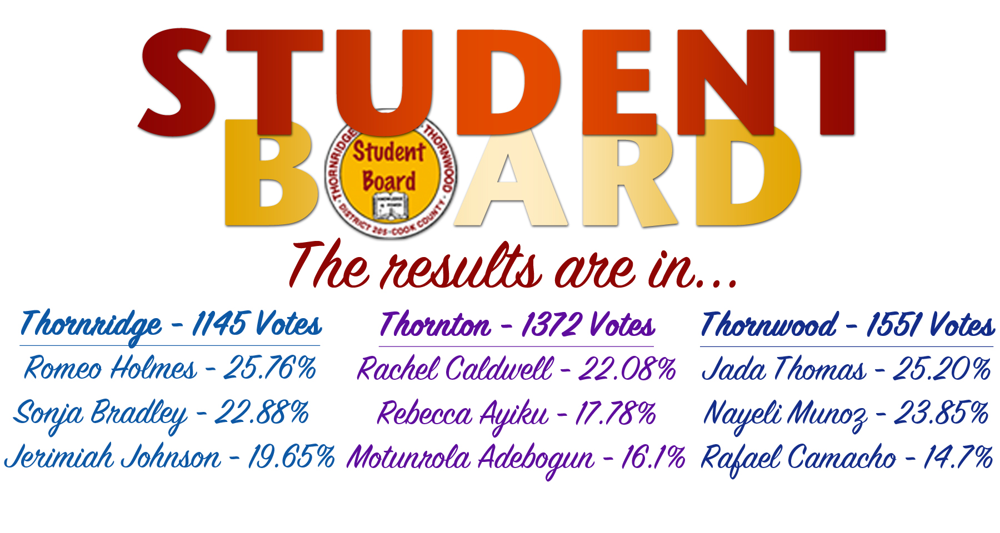 STUDENT
BOARD
THORNRIDGE · THORNWOOD · DISTRICT 205 - COOK COUNTY ·
Student
Board
KNOWLEDGE
IS POWER
The results are in...
Thornridge - 1145 Votes
Romeo Holmes - 25.76%
Sonja Bradley - 22.88%
Jerimiah Johnson - 19.65%
Thornton - 1372 Votes
Rachel Caldwell - 22.08%
Rebecca Ayiku - 17.78%
Motunrola Adebogun - 16.1%
Thornwood - 1551 Votes
Jada Thomas - 25.20%
Nayeli Munoz - 23.85%
Rafael Camacho - 14.7%